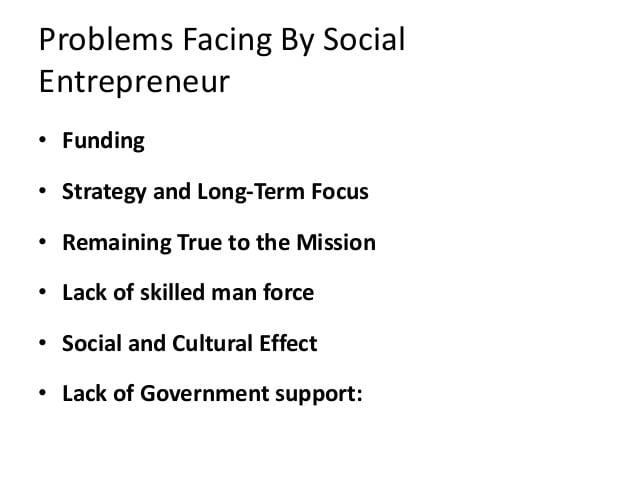 Problems Facing By Social
Entrepreneur
• Funding
• Strategy and Long-Term Focus
• Remaining True to the Mission
• Lack of skilled man force
• Social and Cultural Effect
• Lack of Government support: